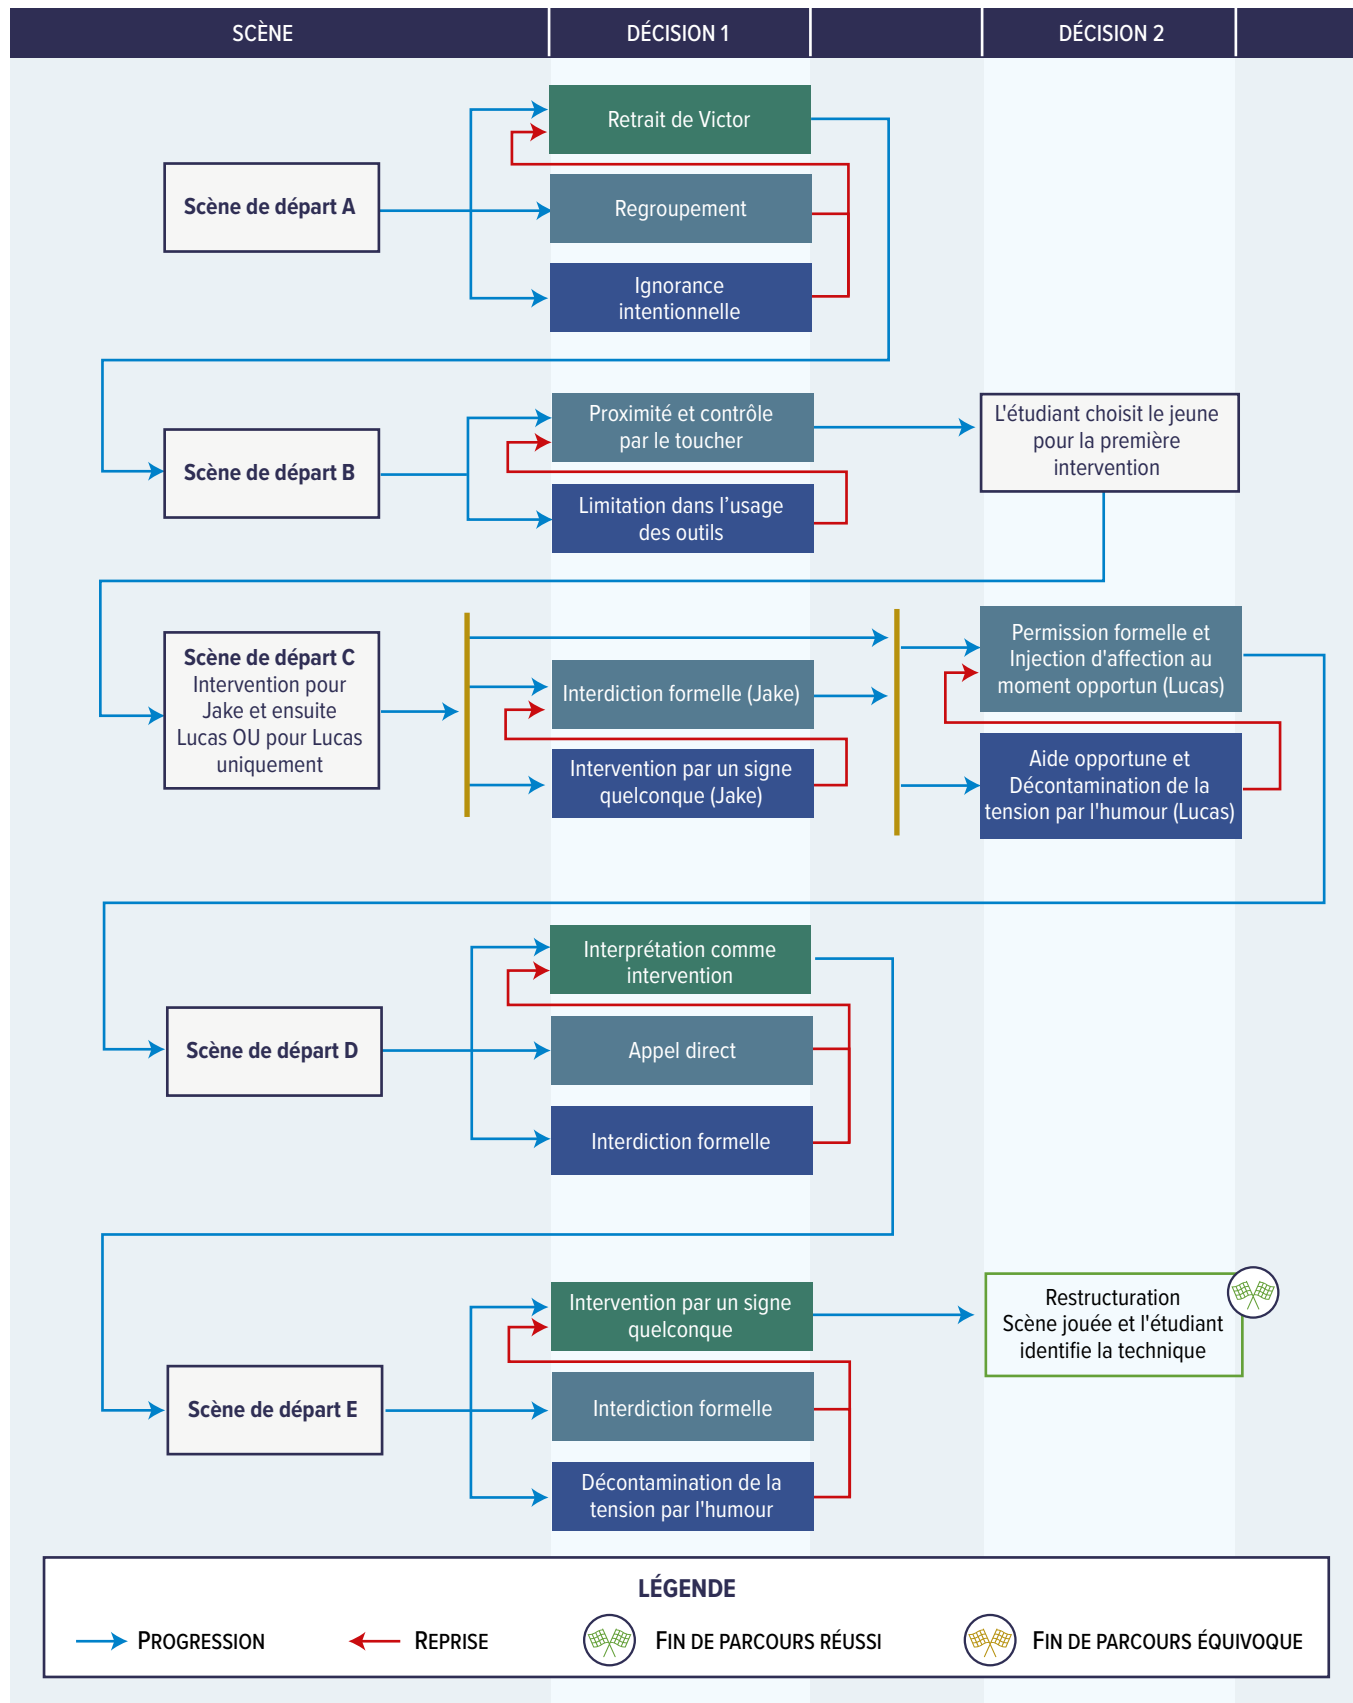 SCÈNE
DÉCISION 1
DÉCISION 2
Retrait de Victor
Scène de départ A
Regroupement
Ignorance
intentionnelle
Proximité et contrôle
par le toucher
L'étudiant choisit le jeune
pour la première
intervention
Scène de départ B
Limitation dans l’usage
des outils
Scène de départ C
Intervention pour
Jake et ensuite
Lucas OU pour Lucas
uniquement
Interdiction formelle (Jake)
Intervention par un signe
quelconque (Jake)
Permission formelle et
Injection d'affection au
moment opportun (Lucas)
Aide opportune et
Décontamination de la
tension par l'humour (Lucas)
Interprétation comme
intervention
Scène de départ D
Appel direct
Interdiction formelle
Intervention par un signe
quelconque
Restructuration
Scène jouée et l'étudiant
identifie la technique
Scène de départ E
Interdiction formelle
Décontamination de la
tension par l'humour
LÉGENDE
PROGRESSION
REPRISE
FIN DE PARCOURS RÉUSSI
FIN DE PARCOURS ÉQUIVOQUE